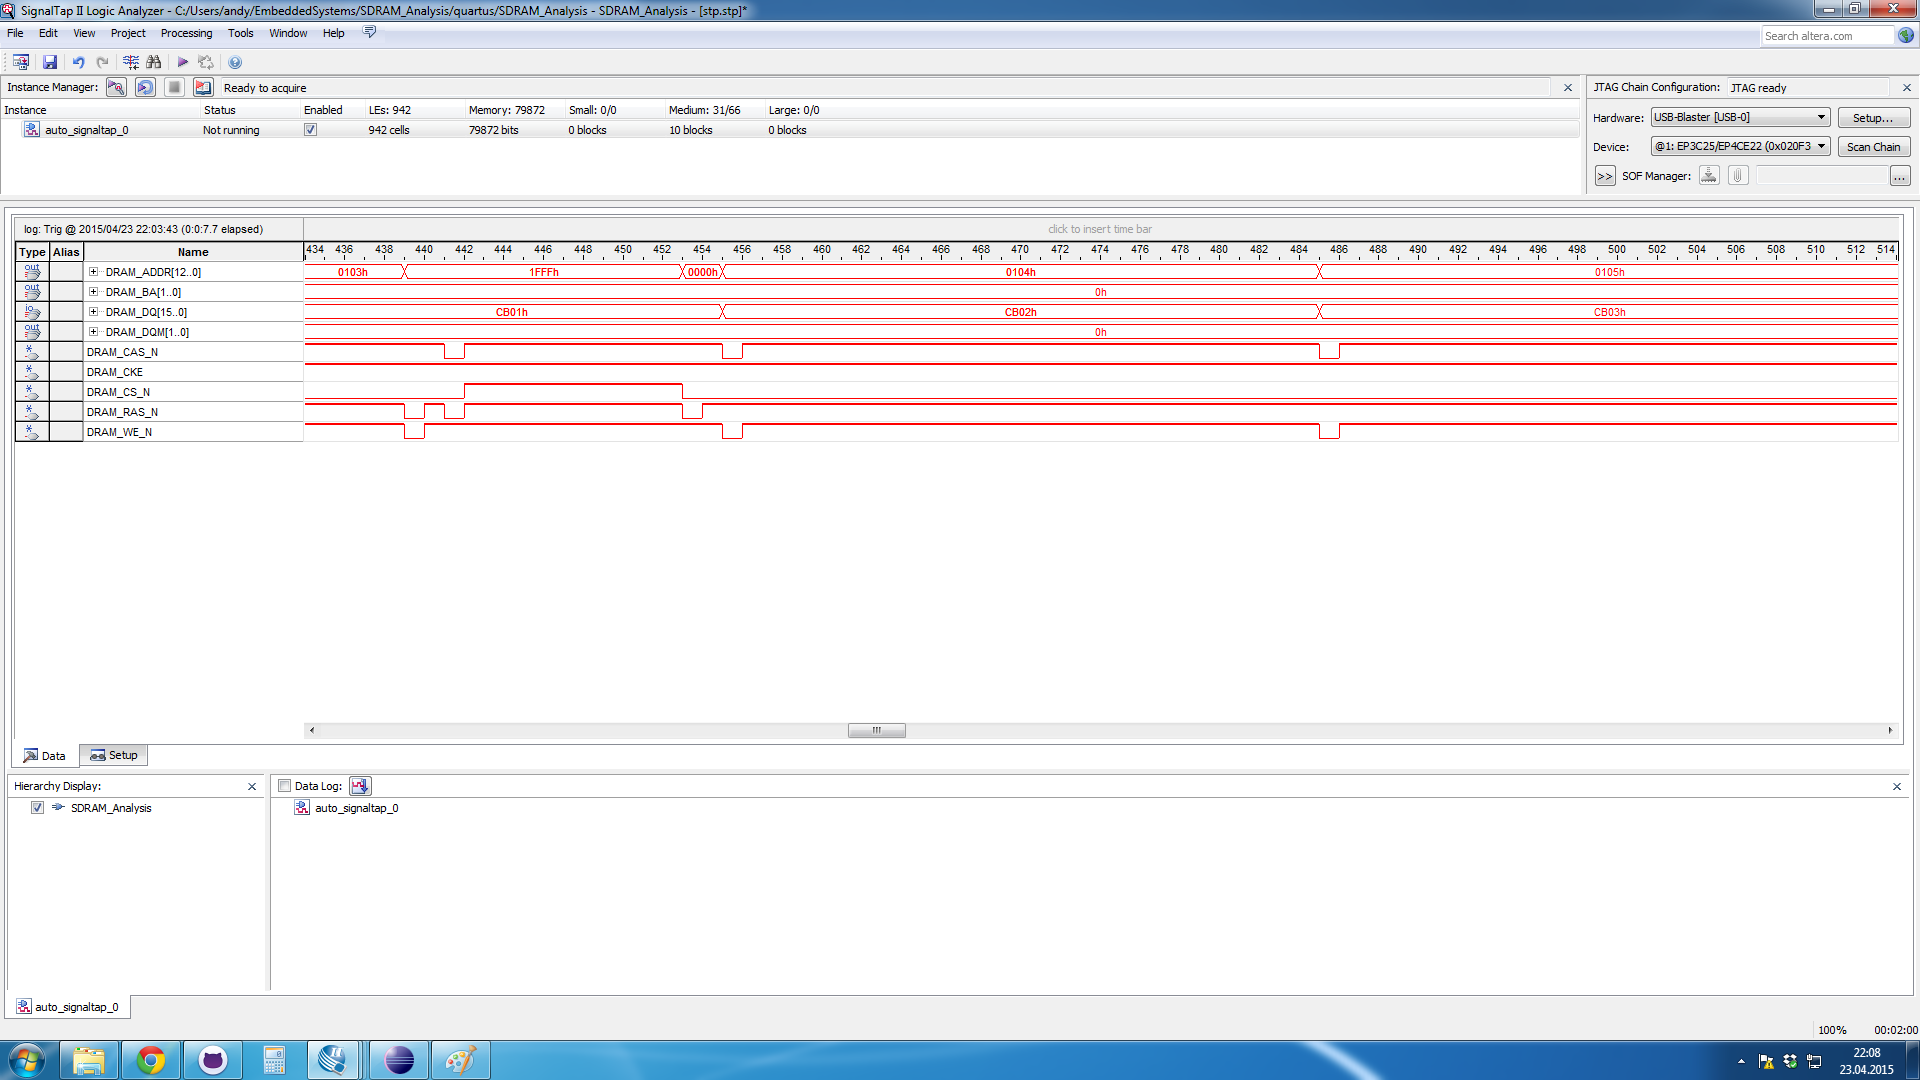 SignalTap II Logic Analyzer - C:/Users/andy/EmbeddedSystems/SDRAM_Analysis/quartus/SDRAM_Analysis - SDRAM_Analysis - [stp.stp]*
File Edit View Project Processing Tools Window Help
Search altera.com
Instance Manager: Ready to acquire
Instance Status Enabled LEs: 942 Memory: 79872 Small: 0/0 Medium: 31/66 Large: 0/0
auto_signaltap_0 Not running 942 cells 79872 bits 0 blocks 10 blocks 0 blocks
JTAG Chain Configuration: JTAG ready
Hardware: USB-Blaster [USB-0] Setup...
Device: @1: EP3C25/EP4CE22 (0x020F3 Scan Chain
>> SOF Manager: ...
log: Trig @ 2015/04/23 22:03:43 (0:0:7.7 elapsed) click to insert time bar
Type Alias Name 434 436 438 440 442 444 446 448 450 452 454 456 458 460 462 464 466 468 470 472 474 476 478 480 482 484 486 488 490 492 494 496 498 500 502 504 506 508 510 512 514
out DRAM_ADDR[12..0] 0103h 1FFFh 0000h 0104h 0105h
out DRAM_BA[1..0] 0h
io DRAM_DQ[15..0] CB01h CB02h CB03h
out DRAM_DQM[1..0] 0h
* DRAM_CAS_N
* DRAM_CKE
* DRAM_CS_N
* DRAM_RAS_N
* DRAM_WE_N
Data Setup
Hierarchy Display:
SDRAM_Analysis
Data Log:
auto_signaltap_0
auto_signaltap_0
100% 00:02:00
22:08
23.04.2015